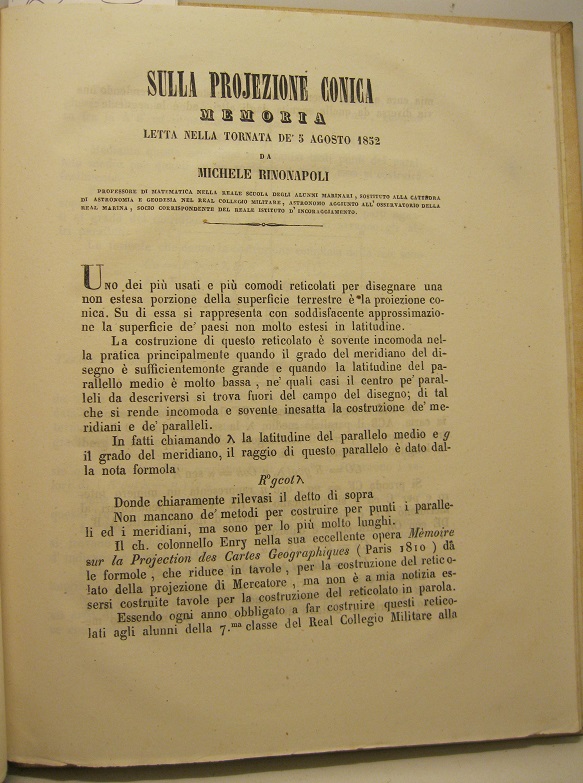 SULLA PROJEZIONE CONICA
MEMORIA
LETTA NELLA TORNATA DE' 5 AGOSTO 1852
DA
MICHELE RINONAPOLI
PROFESSORE DI MATEMATICA NELLA REALE SCUOLA DEGLI ALUNNI MARINARI, SOSTITUTO ALLA CATTEDRA
DI ASTRONOMIA E GEODESIA NEL REAL COLLEGIO MILITARE, ASTRONOMO AGGIUNTO ALL'OSSERVATORIO DELLA
REAL MARINA, SOCIO CORRISPONDENTE DEL REALE ISTITUTO D'INCORAGGIAMENTO.
UNO dei più usati e più comodi reticolati per disegnare una
non estesa porzione della superficie terrestre è la proiezione co-
nica. Su di essa si rappresenta con soddisfacente approssimazio-
ne la superficie de' paesi non molto estesi in latitudine.
La costruzione di questo reticolato è sovente incomoda nel-
la pratica principalmente quando il grado del meridiano del di-
segno è sufficientemonte grande e quando la latitudine del pa-
rallello medio è molto bassa, ne' quali casi il centro pe' paral-
leli da descriversi si trova fuori del campo del disegno; di tal
che si rende incomoda e sovente inesatta la costruzione de' me-
ridiani e de' paralleli.
In fatti chiamando λ la latitudine del parallelo medio e g
il grado del meridiano, il raggio di questo parallelo è dato dal-
la nota formola
R°gcotλ
Donde chiaramente rilevasi il detto di sopra
Non mancano de' metodi per costruire per punti i paralle-
li ed i meridiani, ma sono per lo più molto lunghi.
Il ch. colonnello Enry nella sua eccellente opera Mèmoire
sur la Projection des Cartes Geographiques (Paris 1810) dà
le formole, che riduce in tavole, per la costruzione del retico-
lato della projezione di Mercatore, ma non è a mia notizia es-
sersi costruite tavole per la costruzione del reticolato in parola.
Essendo ogni anno obbligato a far costruire questi retico-
lati agli alunni della 7.ma classe del Real Collegio Militare alla